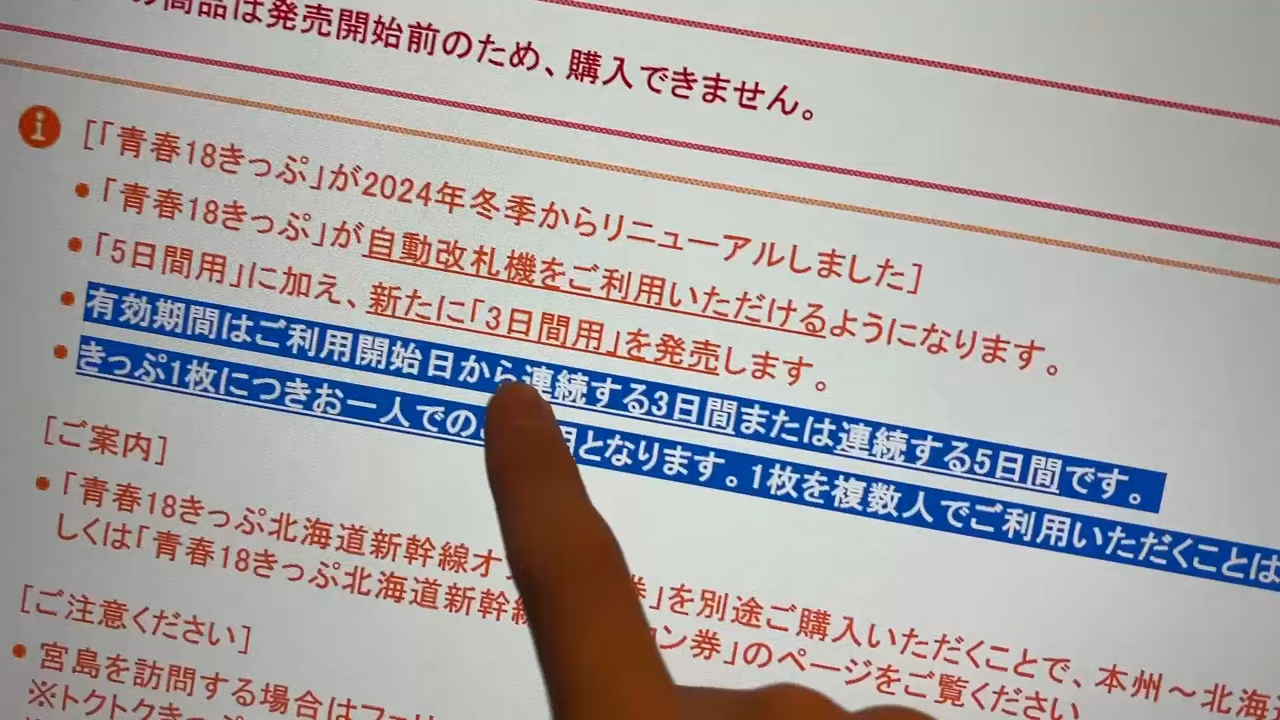 商品は発売開始前のため、購入できません。
[「青春18きっぷ」が2024年冬季からリニューアルしました]
・「青春18きっぷ」が自動改札機をご利用いただけるようになります。
・「5日間用」に加え、新たに「3日間用」を発売します。
・有効期間はご利用開始日から連続する3日間または連続する5日間です。
・きっぷ1枚につきお一人での 用となります。1枚を複数人でご利用いただくことは
[ご案内]
・「青春18きっぷ北海道新幹線オ 券」を別途ご購入いただくことで、本州～北海
しくは「青春18きっぷ北海道新幹線 ン券」のページをご覧ください
[ご注意ください]
・宮島を訪問する場合はフェリ
※トクトクきっぷ